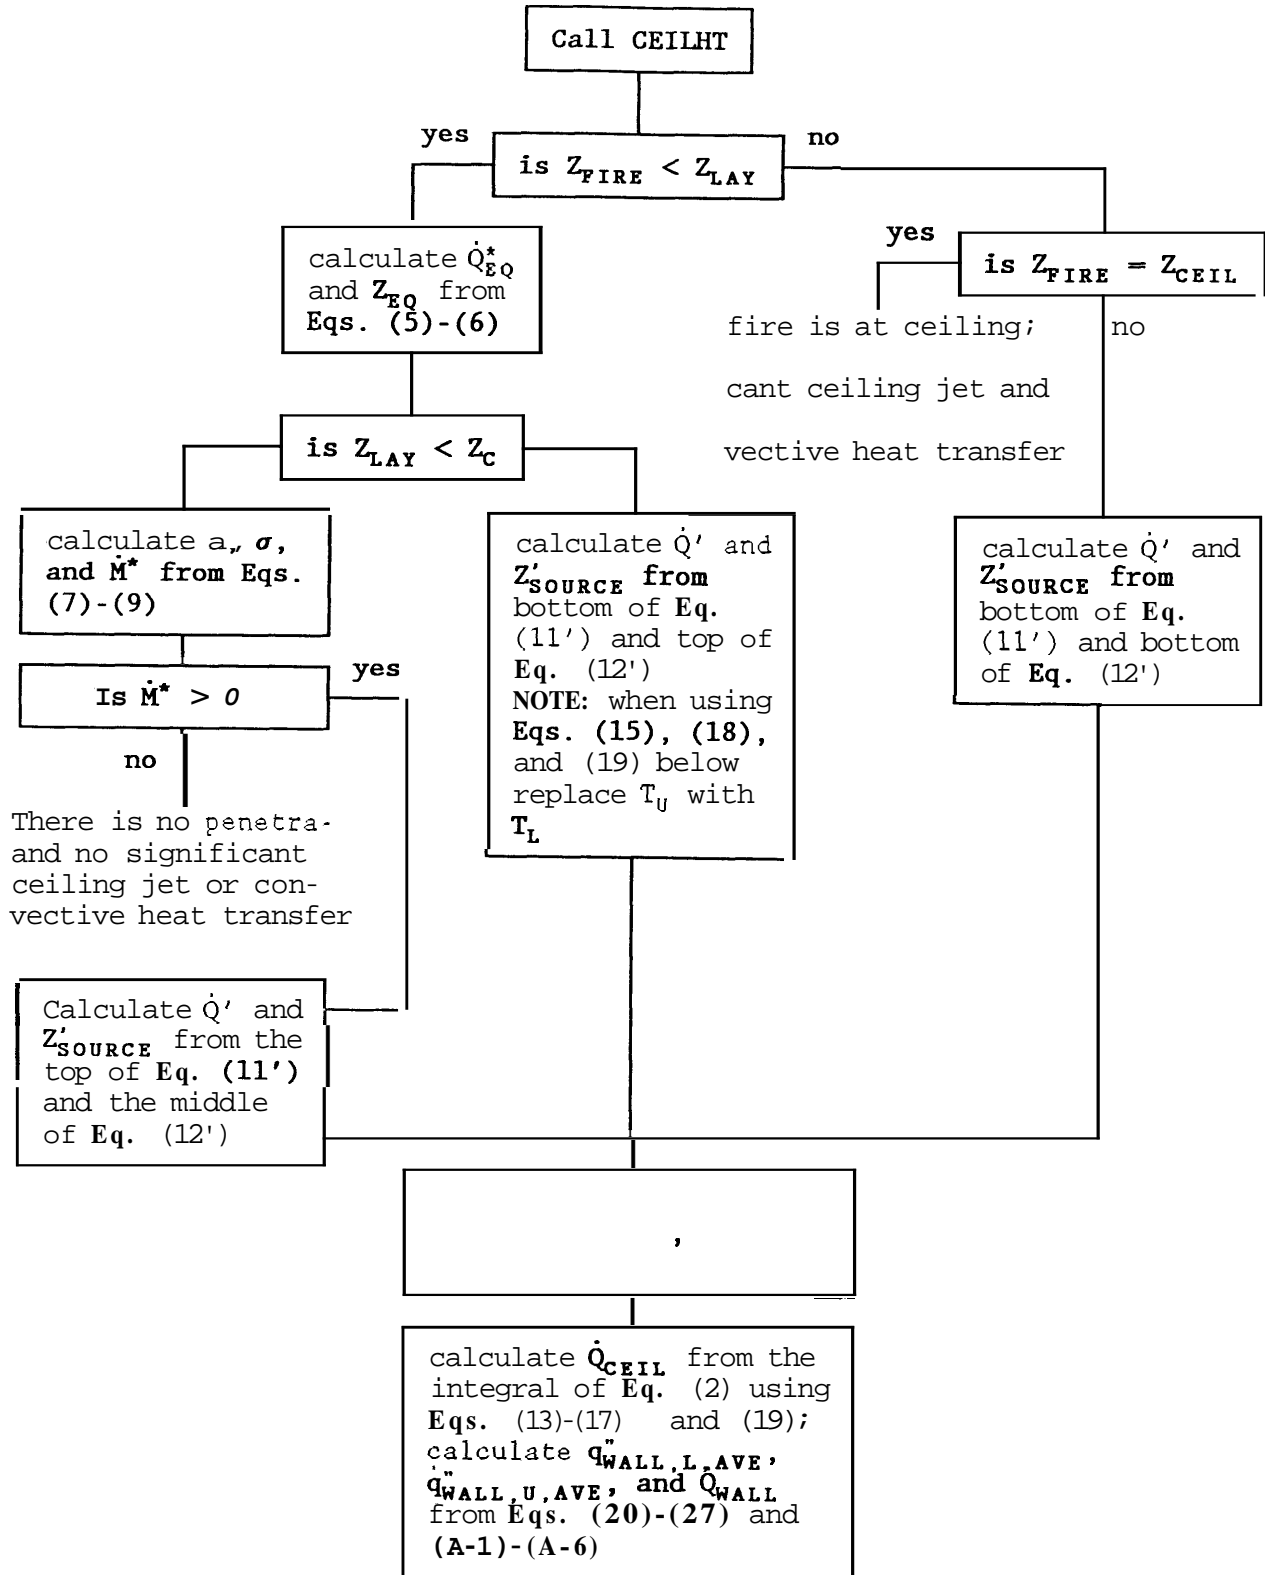 Call CEILHT
yes
no
is Z_FIRE < Z_LAY
calculate Q̇*_EQ
and Z_EQ from
Eqs. (5)-(6)
yes
is Z_FIRE = Z_CEIL
fire is at ceiling;
no
cant ceiling jet and
vective heat transfer
is Z_LAY < Z_C
calculate a,, σ,
and Ṁ* from Eqs.
(7)-(9)
Is Ṁ* > 0
yes
no
There is no penetra-
and no significant
ceiling jet or con-
vective heat transfer
calculate Q̇' and
Z'_SOURCE from
bottom of Eq.
(11') and top of
Eq. (12')
NOTE: when using
Eqs. (15), (18),
and (19) below
replace T_U with
T_L
calculate Q̇' and
Z'_SOURCE from
bottom of Eq.
(11') and bottom
of Eq. (12')
Calculate Q̇' and
Z'_SOURCE from the
top of Eq. (11')
and the middle
of Eq. (12')
,
calculate Q̇_CEIL from the
integral of Eq. (2) using
Eqs. (13)-(17) and (19);
calculate q̇"_WALL,L,AVE,
q̇"_WALL,U,AVE, and Q̇_WALL
from Eqs. (20)-(27) and
(A-1)-(A-6)